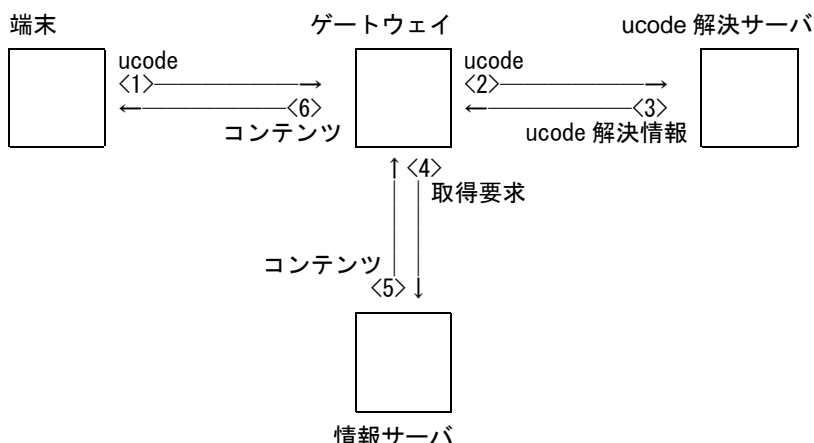 端末
ゲートウェイ
ucode 解決サーバ
ucode
<1>
<6>
コンテンツ
ucode
<2>
<3>
ucode 解決情報
<4>
取得要求
コンテンツ
<5>
情報サーバ